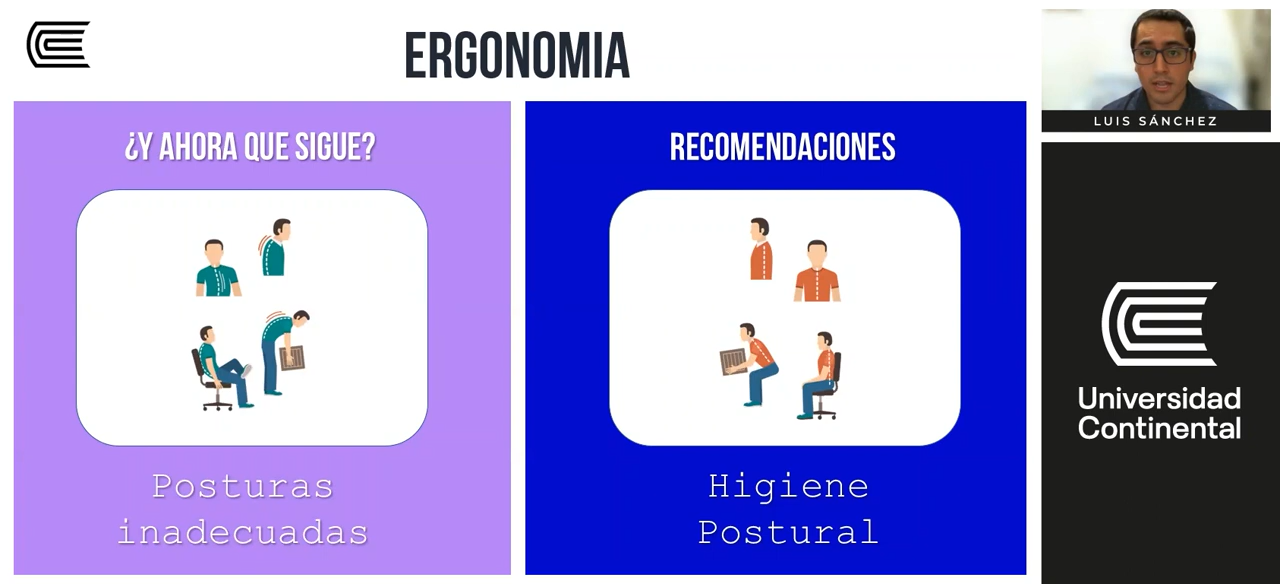 ERGONOMIA
¿Y AHORA QUE SIGUE?
Posturas
inadecuadas
RECOMENDACIONES
Higiene
Postural
LUIS SÁNCHEZ
Universidad
Continental